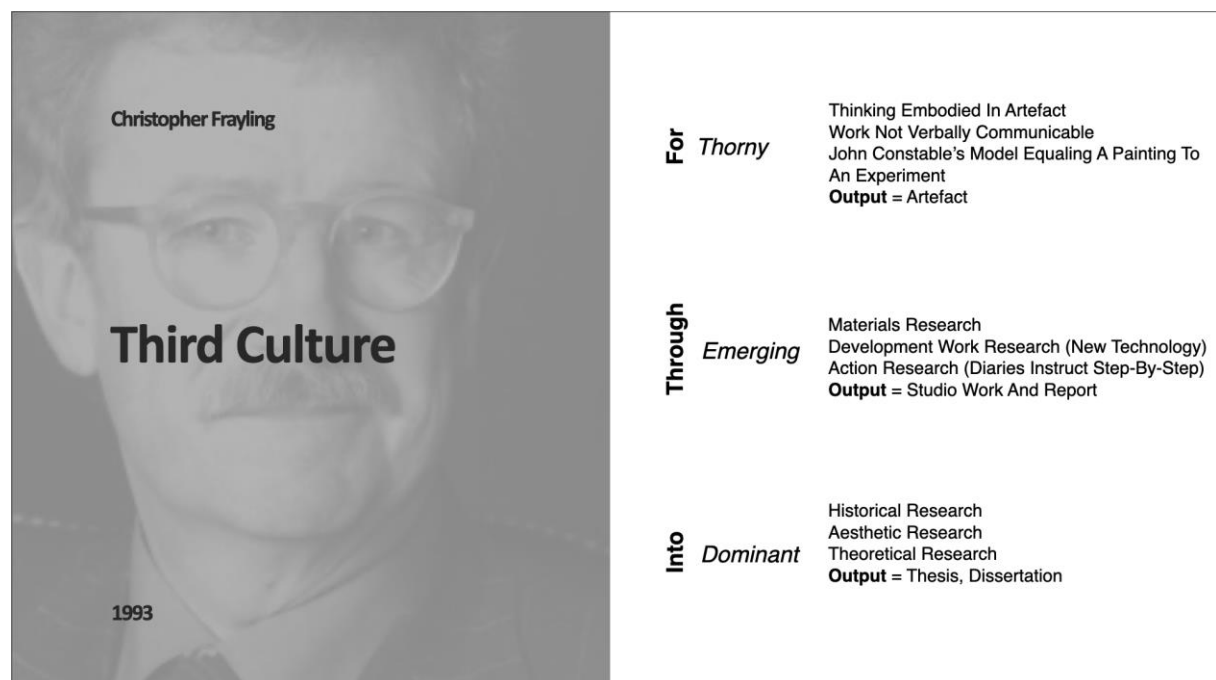 Christopher Frayling
Third Culture
1993
For
Thorny
Thinking Embodied In Artefact
Work Not Verbally Communicable
John Constable's Model Equaling A Painting To
An Experiment
Output = Artefact
Through
Emerging
Materials Research
Development Work Research (New Technology)
Action Research (Diaries Instruct Step-By-Step)
Output = Studio Work And Report
Into
Dominant
Historical Research
Aesthetic Research
Theoretical Research
Output = Thesis, Dissertation